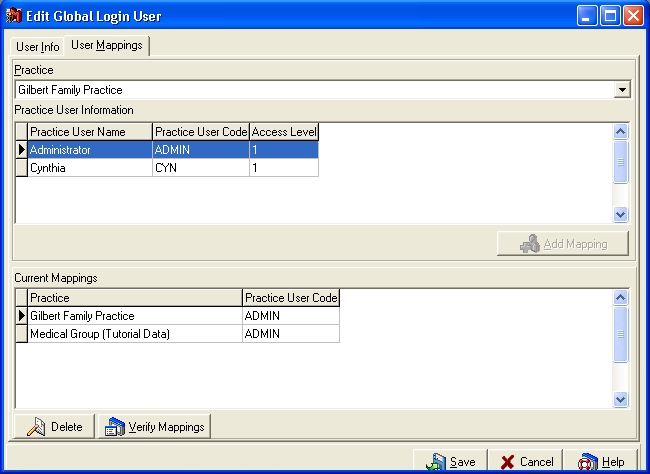 Edit Global Login User
User Info User Mappings
Practice
Gilbert Family Practice
Practice User Information
Practice User Name Practice User Code Access Level
Administrator ADMIN 1
Cynthia CYN 1
Add Mapping
Current Mappings
Practice Practice User Code
Gilbert Family Practice ADMIN
Medical Group (Tutorial Data) ADMIN
Delete Verify Mappings
Save Cancel Help